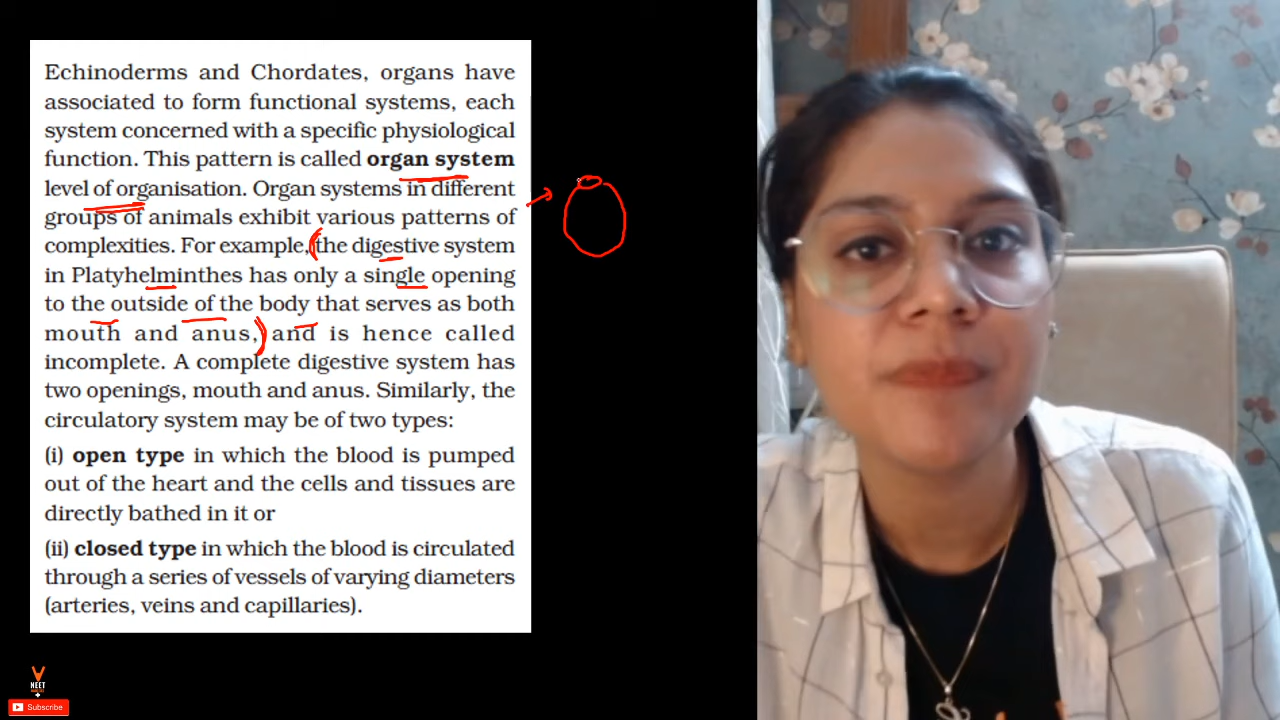 Echinoderms and Chordates, organs have
associated to form functional systems, each
system concerned with a specific physiological
function. This pattern is called organ system
level of organisation. Organ systems in different
groups of animals exhibit various patterns of
complexities. For example, the digestive system
in Platyhelminthes has only a single opening
to the outside of the body that serves as both
mouth and anus, and is hence called
incomplete. A complete digestive system has
two openings, mouth and anus. Similarly, the
circulatory system may be of two types:
(i) open type in which the blood is pumped
out of the heart and the cells and tissues are
directly bathed in it or
(ii) closed type in which the blood is circulated
through a series of vessels of varying diameters
(arteries, veins and capillaries).
NEET
Subscribe